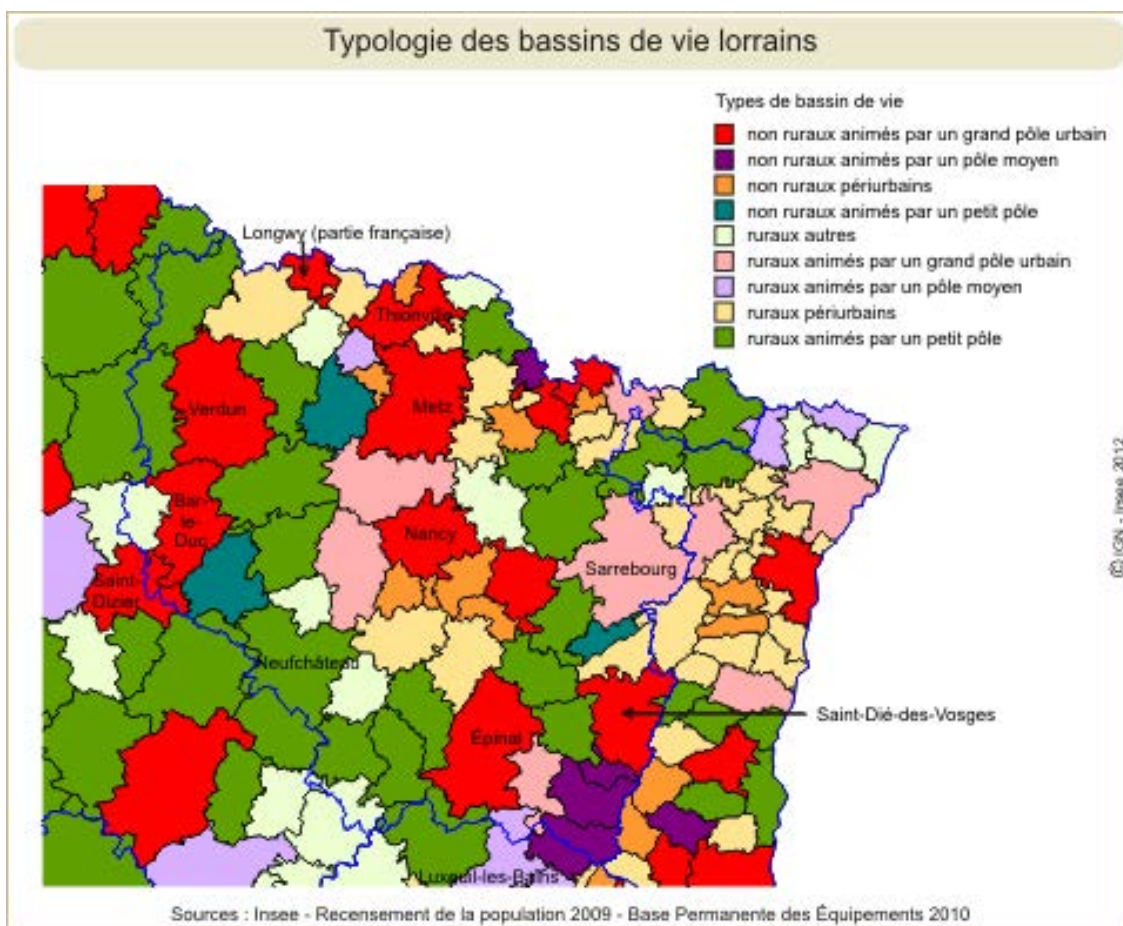 Typologie des bassins de vie lorrains
Types de bassin de vie
non ruraux animés par un grand pôle urbain
non ruraux animés par un pôle moyen
non ruraux périurbains
non ruraux animés par un petit pôle
ruraux autres
ruraux animés par un grand pôle urbain
ruraux animés par un pôle moyen
ruraux périurbains
ruraux animés par un petit pôle
Longwy (partie française)
Thionville
Verdun
Metz
Bar-
le-
Duc
Nancy
Sarrebourg
Saint-
Dizier
Neufchâteau
Saint-Dié-des-Vosges
Épinal
Luxeuil-les-Bains
© IGN - Insee 2012
Sources : Insee - Recensement de la population 2009 - Base Permanente des Équipements 2010